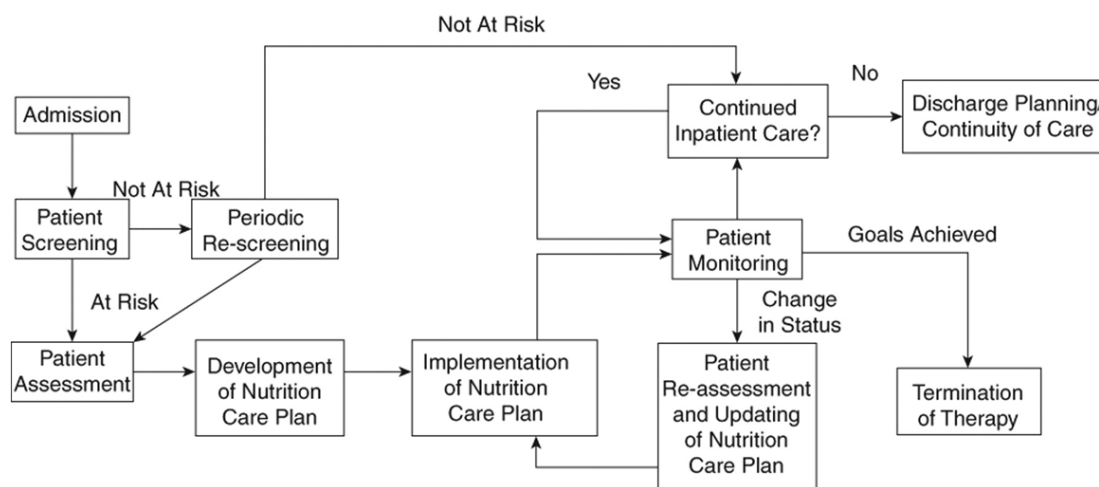 Not At Risk
Yes
No
Admission
Continued
Inpatient Care?
Discharge Planning/
Continuity of Care
Not At Risk
Patient
Screening
Periodic
Re-screening
Patient
Monitoring
Goals Achieved
At Risk
Change
in Status
Patient
Assessment
Development
of Nutrition
Care Plan
Implementation
of Nutrition
Care Plan
Patient
Re-assessment
and Updating
of Nutrition
Care Plan
Termination
of Therapy